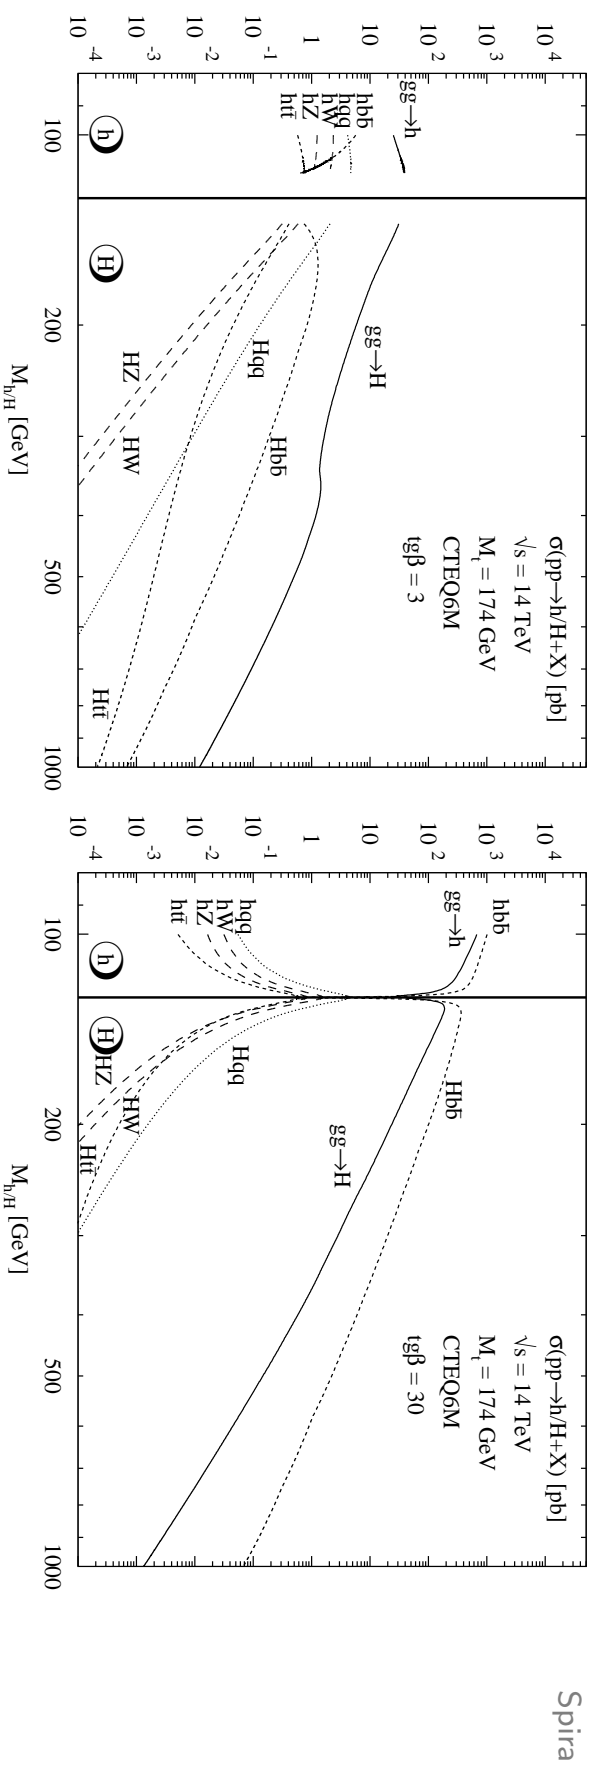 σ(pp→h/H+X) [pb]
√s = 14 TeV
M_t = 174 GeV
CTEQ6M
tgβ = 3
gg→h
hbb̄
hqq
hW
hZ
htt̄
gg→H
Hbb̄
Hqq
HW
HZ
Htt̄
h
H
10^4
10^3
10^2
10
1
10^-1
10^-2
10^-3
10^-4
100
200
500
1000
M_h/H [GeV]
σ(pp→h/H+X) [pb]
√s = 14 TeV
M_t = 174 GeV
CTEQ6M
tgβ = 30
hbb̄
gg→h
hqq
hW
hZ
htt̄
Hbb̄
gg→H
Hqq
HZ
HW
Htt̄
h
H
10^4
10^3
10^2
10
1
10^-1
10^-2
10^-3
10^-4
100
200
500
1000
M_h/H [GeV]
Spira